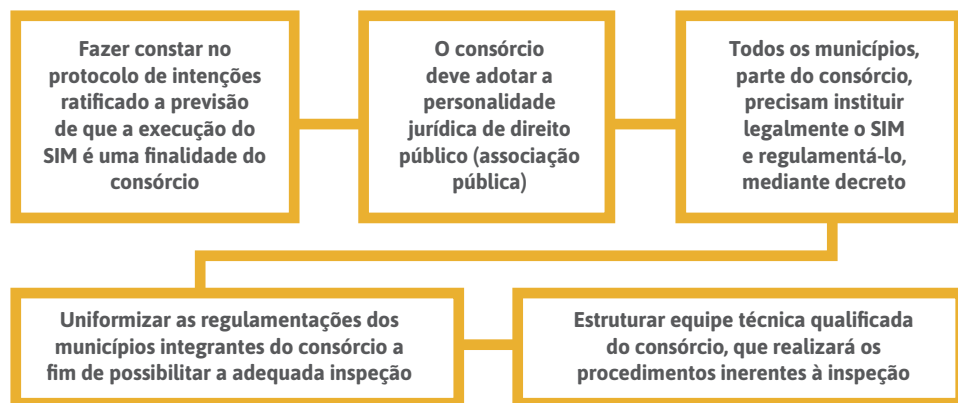 Fazer constar no
protocolo de intenções
ratificado a previsão
de que a execução do
SIM é uma finalidade do
consórcio
O consórcio
deve adotar a
personalidade
jurídica de direito
público (associação
pública)
Todos os municípios,
parte do consórcio,
precisam instituir
legalmente o SIM
e regulamentá-lo,
mediante decreto
Uniformizar as regulamentações dos
municípios integrantes do consórcio a
fim de possibilitar a adequada inspeção
Estruturar equipe técnica qualificada
do consórcio, que realizará os
procedimentos inerentes à inspeção